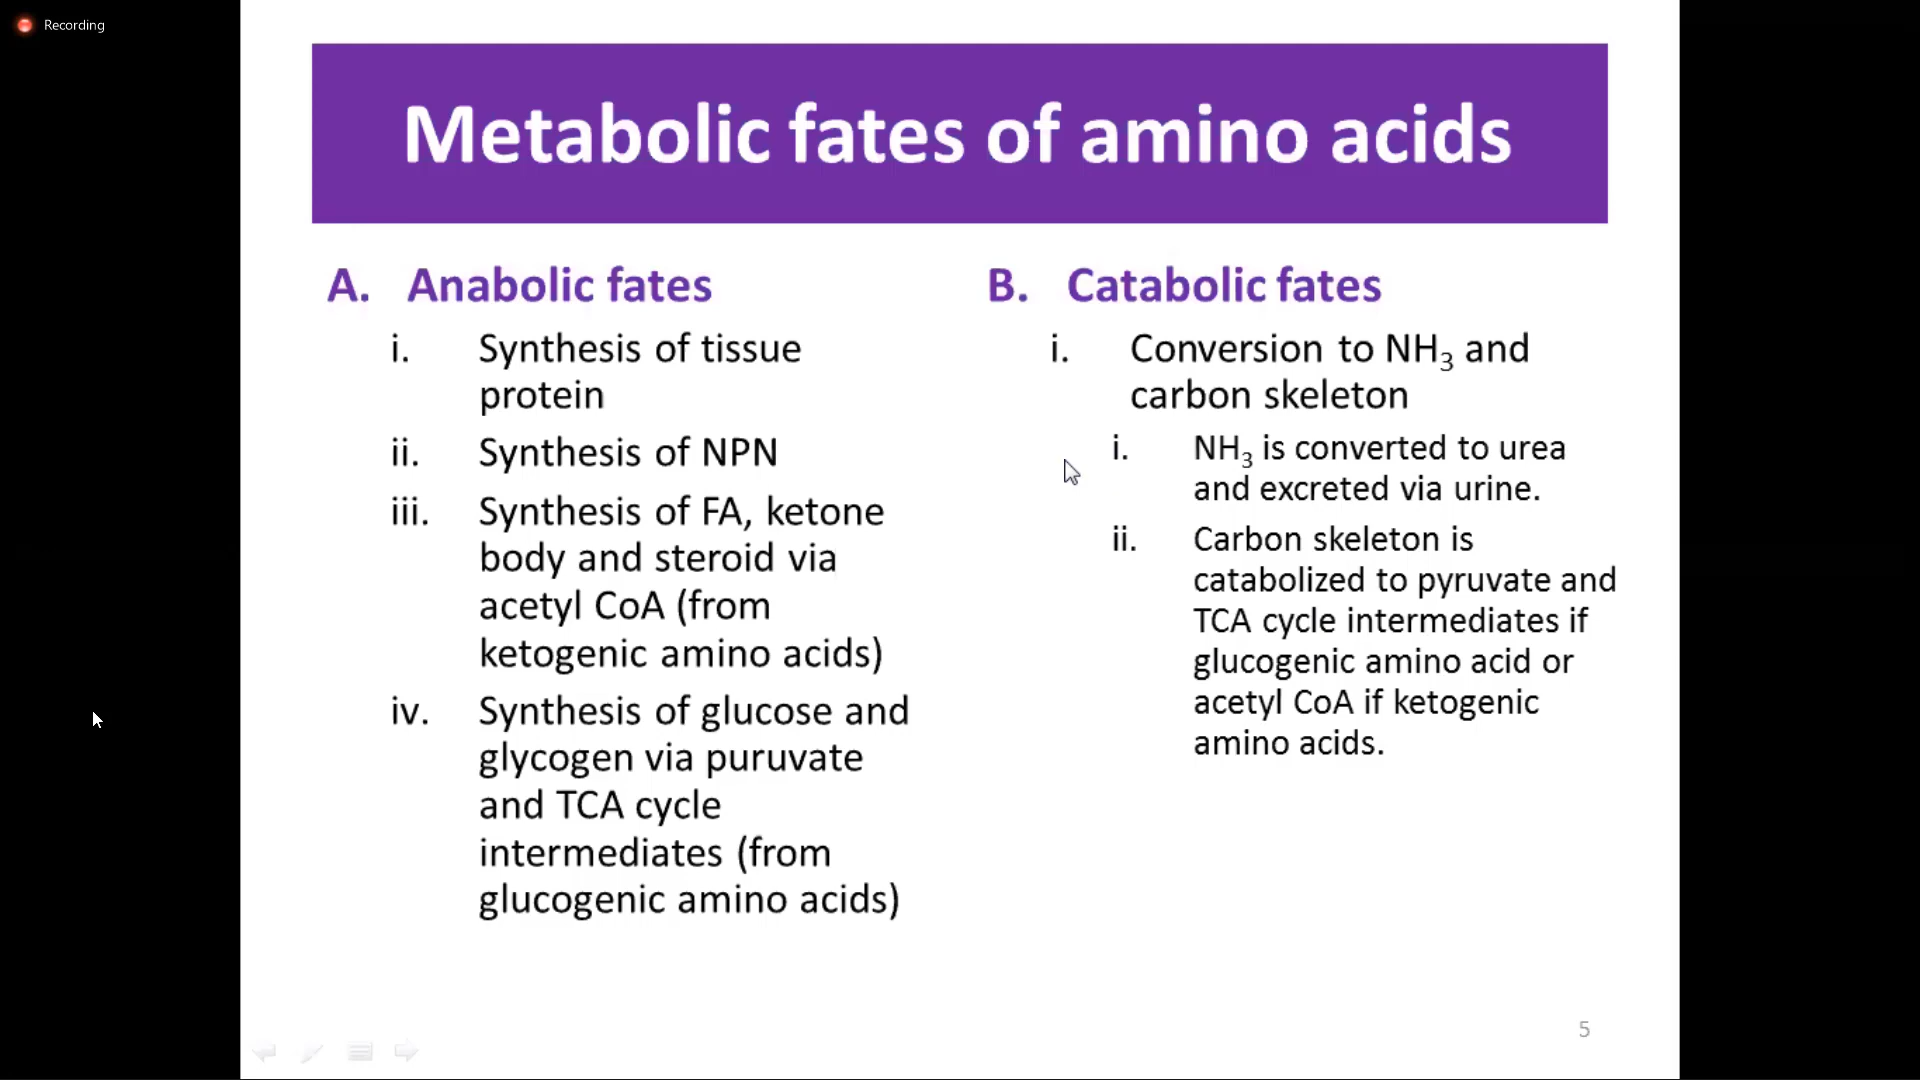 Recording
Metabolic fates of amino acids
A. Anabolic fates
i. Synthesis of tissue
protein
ii. Synthesis of NPN
iii. Synthesis of FA, ketone
body and steroid via
acetyl CoA (from
ketogenic amino acids)
iv. Synthesis of glucose and
glycogen via puruvate
and TCA cycle
intermediates (from
glucogenic amino acids)
B. Catabolic fates
i. Conversion to NH₃ and
carbon skeleton
i. NH₃ is converted to urea
and excreted via urine.
ii. Carbon skeleton is
catabolized to pyruvate and
TCA cycle intermediates if
glucogenic amino acid or
acetyl CoA if ketogenic
amino acids.
5